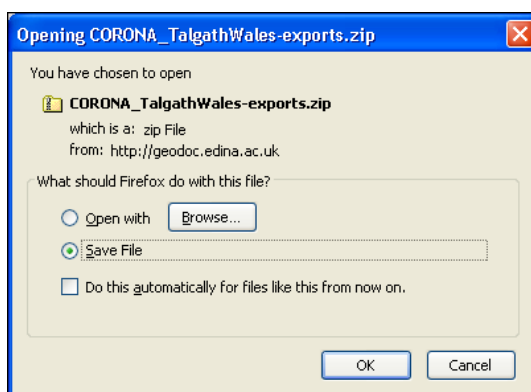 Opening CORONA_TalgathWales-exports.zip
You have chosen to open
CORONA_TalgathWales-exports.zip
which is a: zip File
from: http://geodoc.edina.ac.uk
What should Firefox do with this file?
Open with Browse...
Save File
Do this automatically for files like this from now on.
OK Cancel